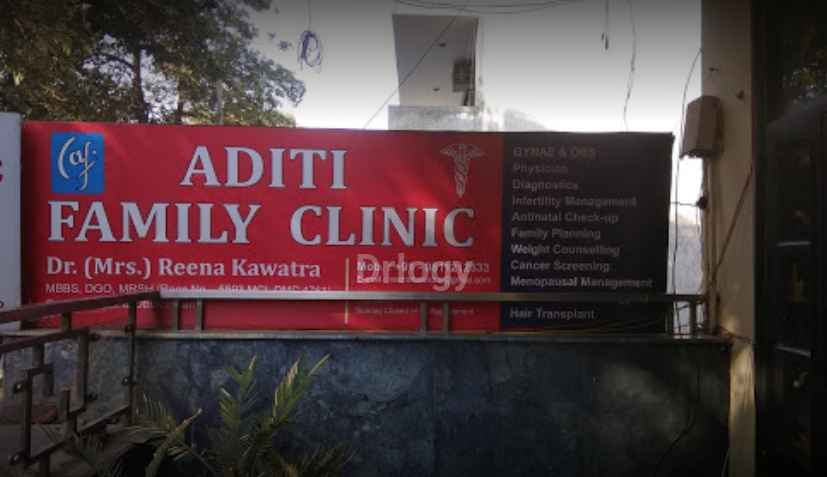 ADITI
FAMILY CLINIC
Dr. (Mrs.) Reena Kawatra
MBBS, DGO, MRSH
Drlogy
GYNAE & OBS
Physician
Diagnostics
Infertility Management
Antinatal Check-up
Family Planning
Weight Counselling
Cancer Screening
Menopausal Management
Hair Transplant